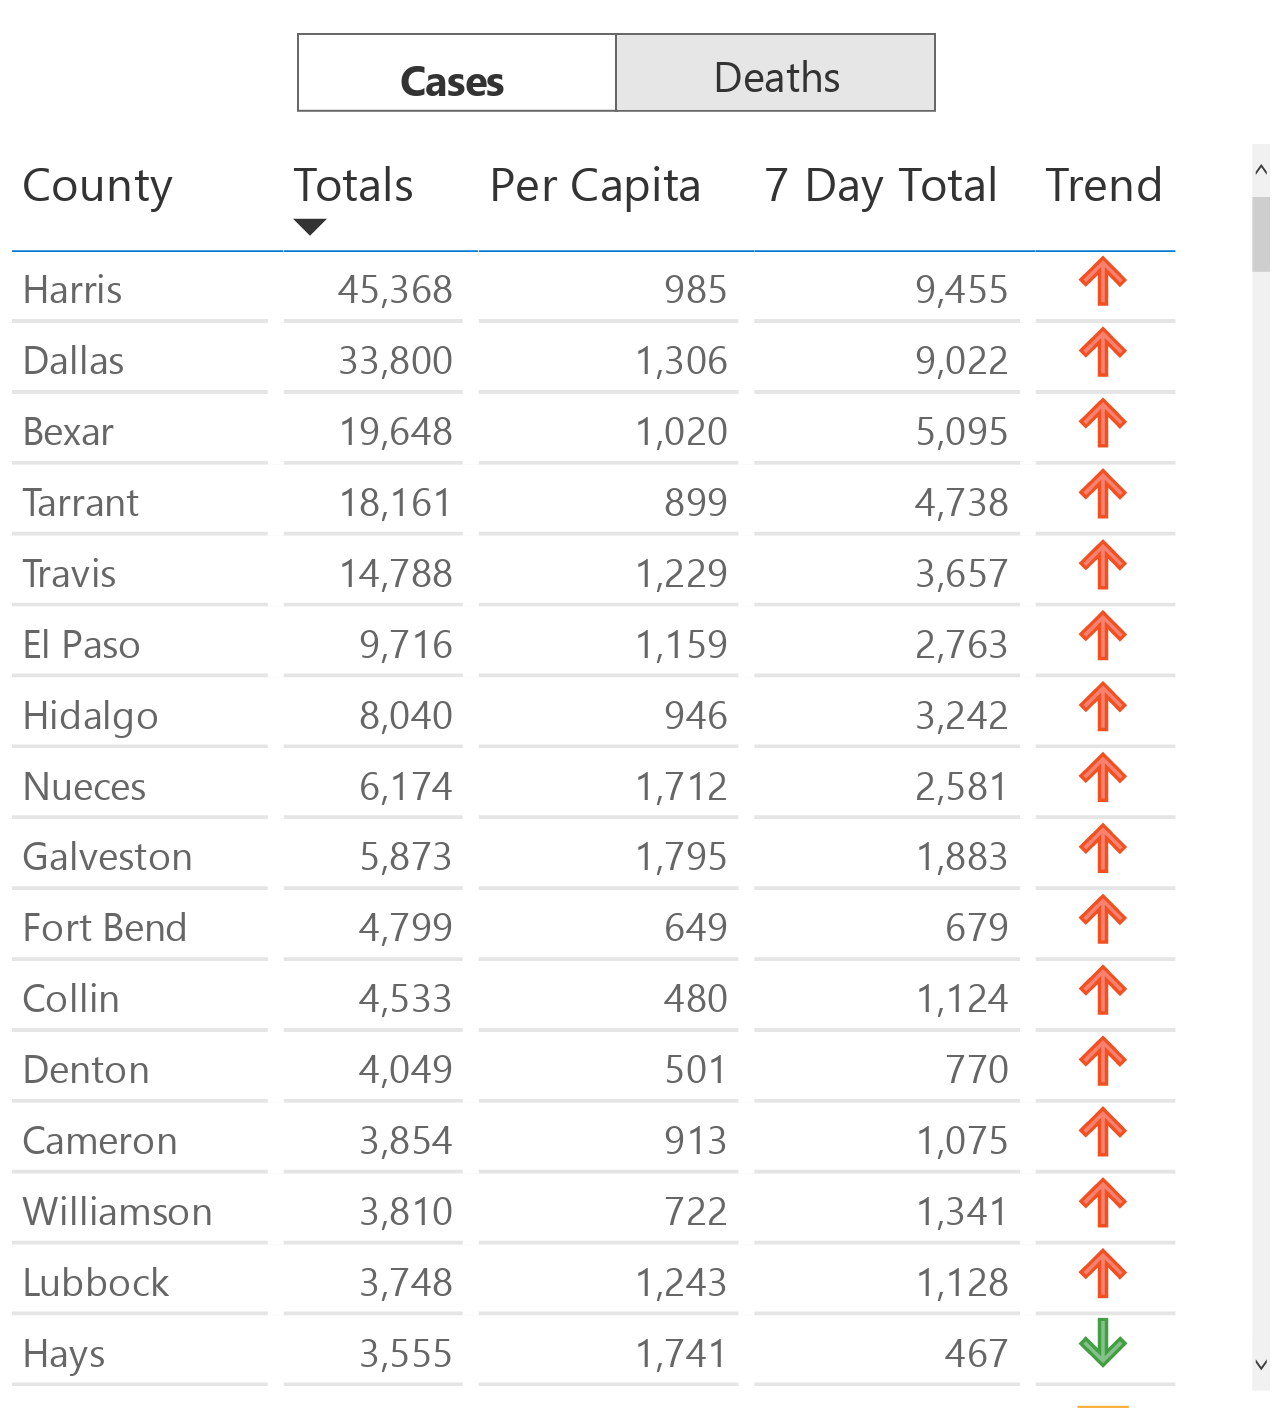 Cases Deaths
County Totals Per Capita 7 Day Total Trend
Harris 45,368 985 9,455
Dallas 33,800 1,306 9,022
Bexar 19,648 1,020 5,095
Tarrant 18,161 899 4,738
Travis 14,788 1,229 3,657
El Paso 9,716 1,159 2,763
Hidalgo 8,040 946 3,242
Nueces 6,174 1,712 2,581
Galveston 5,873 1,795 1,883
Fort Bend 4,799 649 679
Collin 4,533 480 1,124
Denton 4,049 501 770
Cameron 3,854 913 1,075
Williamson 3,810 722 1,341
Lubbock 3,748 1,243 1,128
Hays 3,555 1,741 467